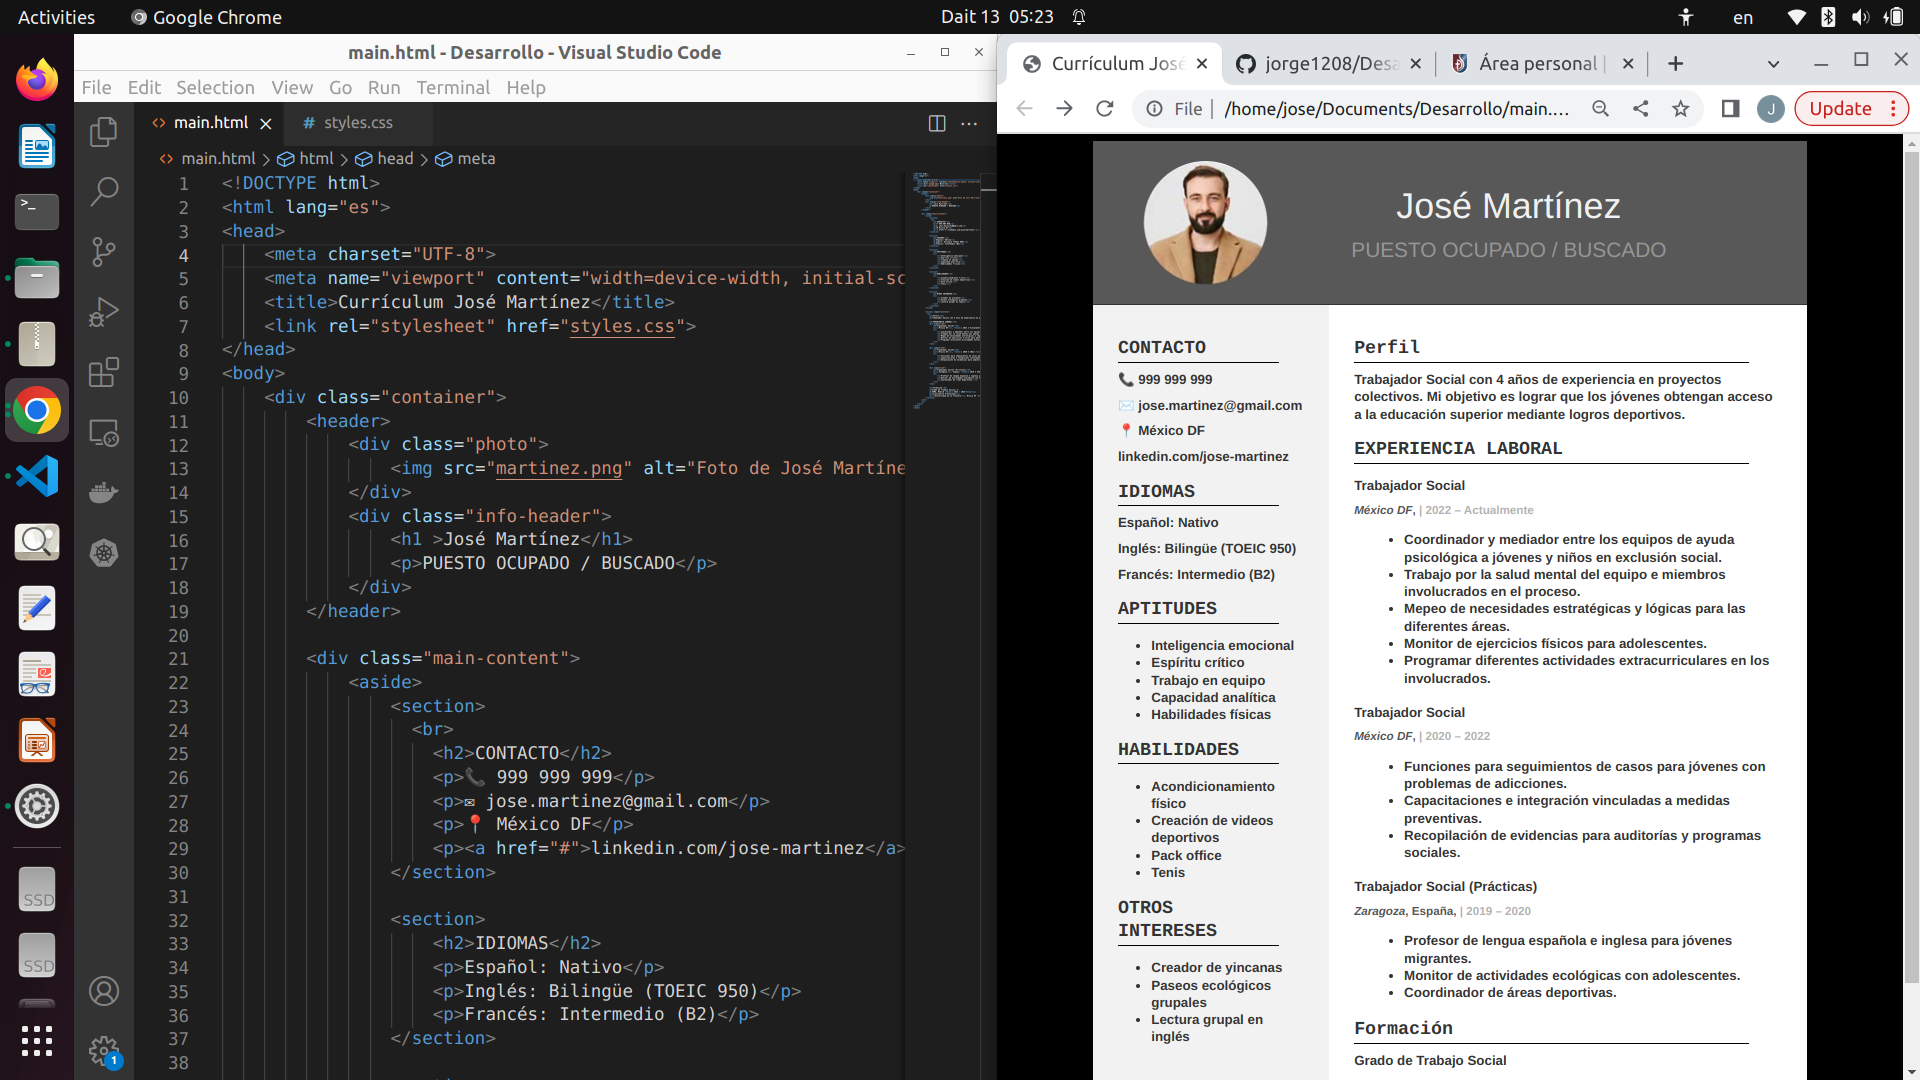 Activities
Google Chrome
Dait 13 05:23
en
main.html - Desarrollo - Visual Studio Code
File Edit Selection View Go Run Terminal Help
main.html
# styles.css
main.html > html > head > meta
1 <!DOCTYPE html>
2 <html lang="es">
3 <head>
4 <meta charset="UTF-8">
5 <meta name="viewport" content="width=device-width, initial-sc
6 <title>Currículum José Martínez</title>
7 <link rel="stylesheet" href="styles.css">
8 </head>
9 <body>
10 <div class="container">
11 <header>
12 <div class="photo">
13 <img src="martinez.png" alt="Foto de José Martíne
14 </div>
15 <div class="info-header">
16 <h1 >José Martínez</h1>
17 <p>PUESTO OCUPADO / BUSCADO</p>
18 </div>
19 </header>
20
21 <div class="main-content">
22 <aside>
23 <section>
24 <br>
25 <h2>CONTACTO</h2>
26 <p>📞 999 999 999</p>
27 <p>✉ jose.martinez@gmail.com</p>
28 <p>📍 México DF</p>
29 <p><a href="#">linkedin.com/jose-martinez</a>
30 </section>
31
32 <section>
33 <h2>IDIOMAS</h2>
34 <p>Español: Nativo</p>
35 <p>Inglés: Bilingüe (TOEIC 950)</p>
36 <p>Francés: Intermedio (B2)</p>
37 </section>
38
SSD
SSD
1
Currículum José
jorge1208/Desa
Área personal |
File | /home/jose/Documents/Desarrollo/main....
J
Update
José Martínez
PUESTO OCUPADO / BUSCADO
CONTACTO
📞 999 999 999
✉️ jose.martinez@gmail.com
📍 México DF
linkedin.com/jose-martinez
IDIOMAS
Español: Nativo
Inglés: Bilingüe (TOEIC 950)
Francés: Intermedio (B2)
APTITUDES
• Inteligencia emocional
• Espíritu crítico
• Trabajo en equipo
• Capacidad analítica
• Habilidades físicas
HABILIDADES
• Acondicionamiento
físico
• Creación de videos
deportivos
• Pack office
• Tenis
OTROS
INTERESES
• Creador de yincanas
• Paseos ecológicos
grupales
• Lectura grupal en
inglés
Perfil
Trabajador Social con 4 años de experiencia en proyectos
colectivos. Mi objetivo es lograr que los jóvenes obtengan acceso
a la educación superior mediante logros deportivos.
EXPERIENCIA LABORAL
Trabajador Social
México DF, | 2022 – Actualmente
• Coordinador y mediador entre los equipos de ayuda
psicológica a jóvenes y niños en exclusión social.
• Trabajo por la salud mental del equipo e miembros
involucrados en el proceso.
• Mepeo de necesidades estratégicas y lógicas para las
diferentes áreas.
• Monitor de ejercicios físicos para adolescentes.
• Programar diferentes actividades extracurriculares en los
involucrados.
Trabajador Social
México DF, | 2020 – 2022
• Funciones para seguimientos de casos para jóvenes con
problemas de adicciones.
• Capacitaciones e integración vinculadas a medidas
preventivas.
• Recopilación de evidencias para auditorías y programas
sociales.
Trabajador Social (Prácticas)
Zaragoza, España, | 2019 – 2020
• Profesor de lengua española e inglesa para jóvenes
migrantes.
• Monitor de actividades ecológicas con adolescentes.
• Coordinador de áreas deportivas.
Formación
Grado de Trabajo Social